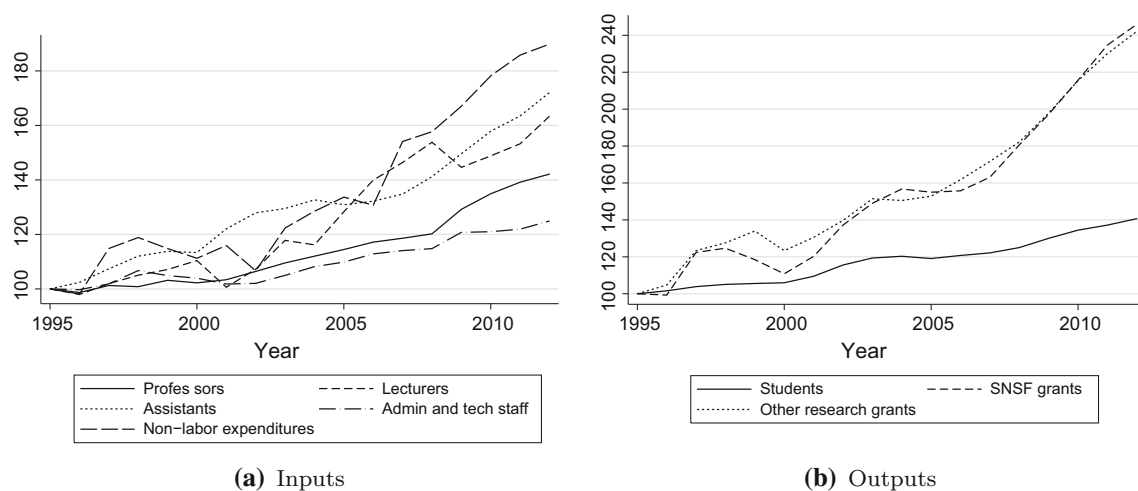 180
160
140
120
100
1995
2000
2005
2010
Year
Profes sors
Lecturers
Assistants
Admin and tech staff
Non-labor expenditures
(a) Inputs
240
220
200
180
160
140
120
100
1995
2000
2005
2010
Year
Students
SNSF grants
Other research grants
(b) Outputs